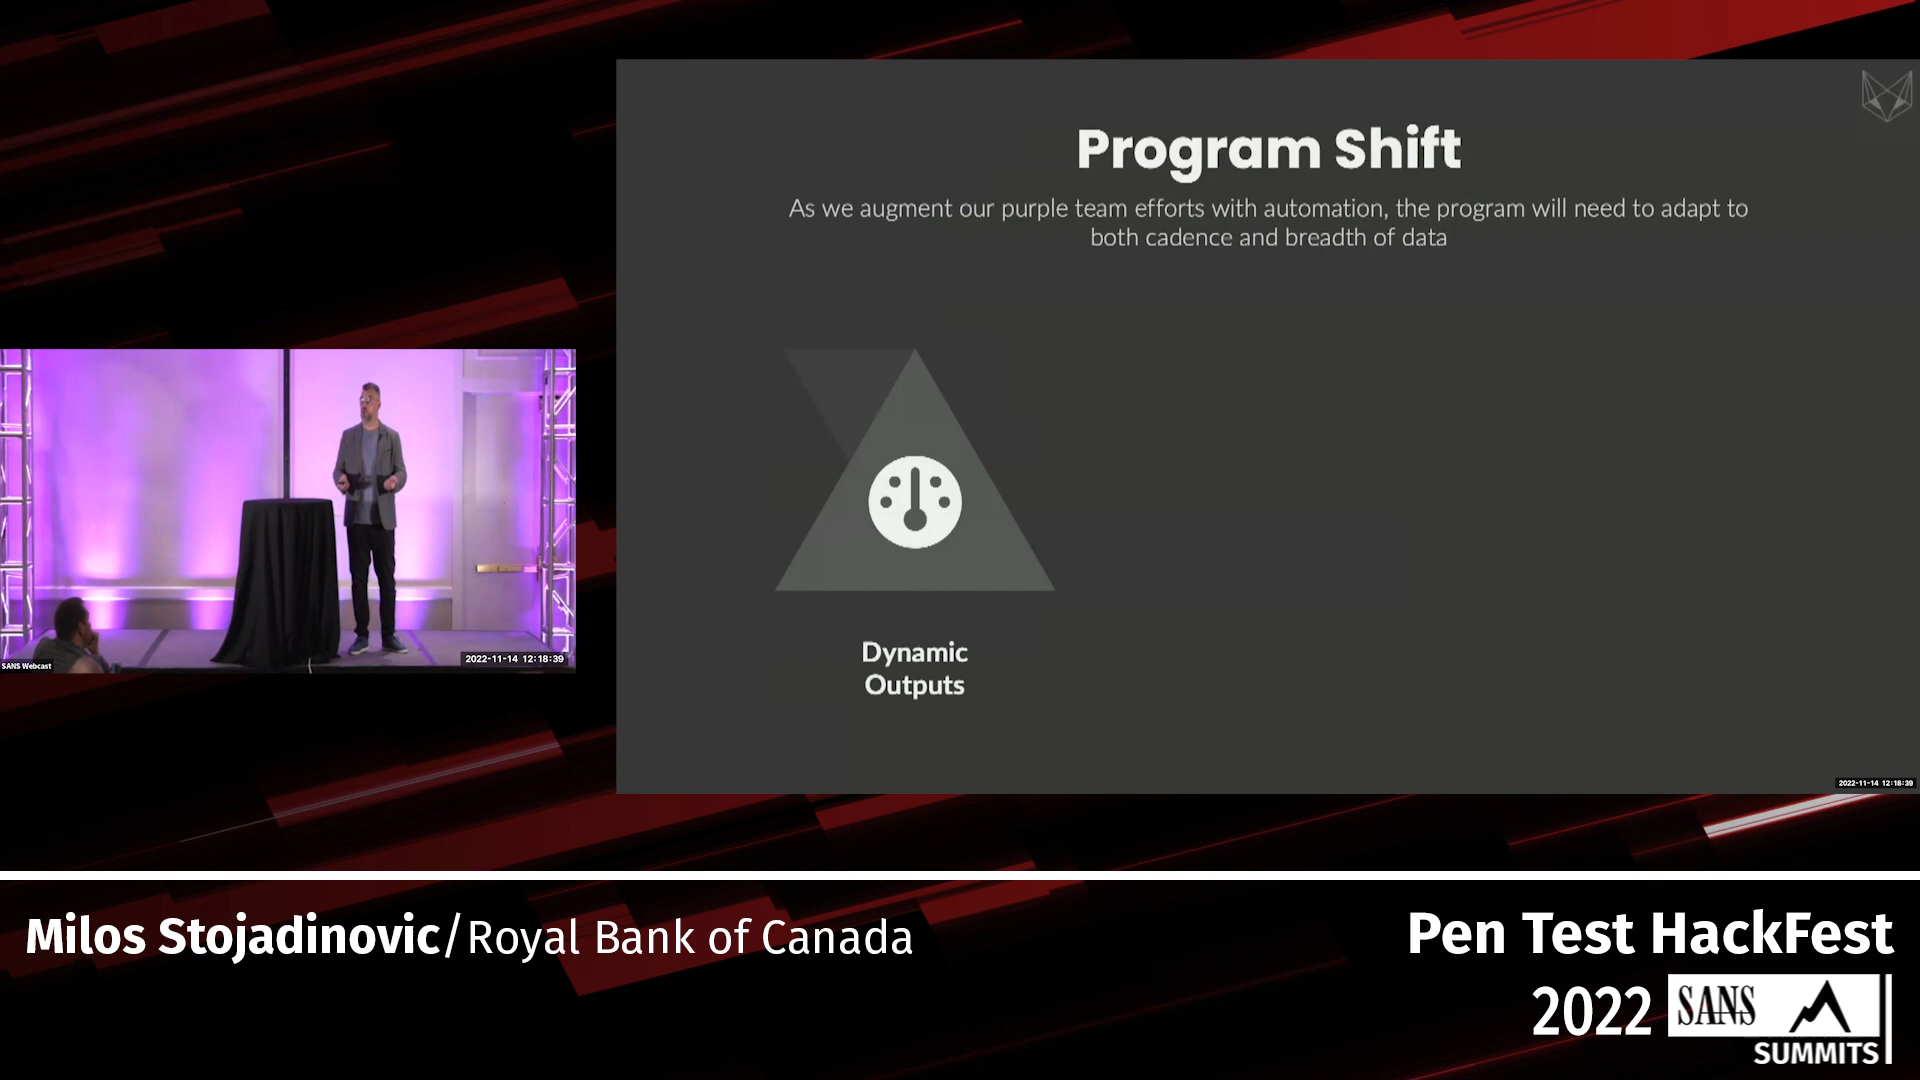 Program Shift
As we augment our purple team efforts with automation, the program will need to adapt to
both cadence and breadth of data
Dynamic
Outputs
2022-11-14 12:18:39
SANS Webcast
2022-11-14 12:18:39
Milos Stojadinovic/Royal Bank of Canada
Pen Test HackFest
2022
SANS
SUMMITS